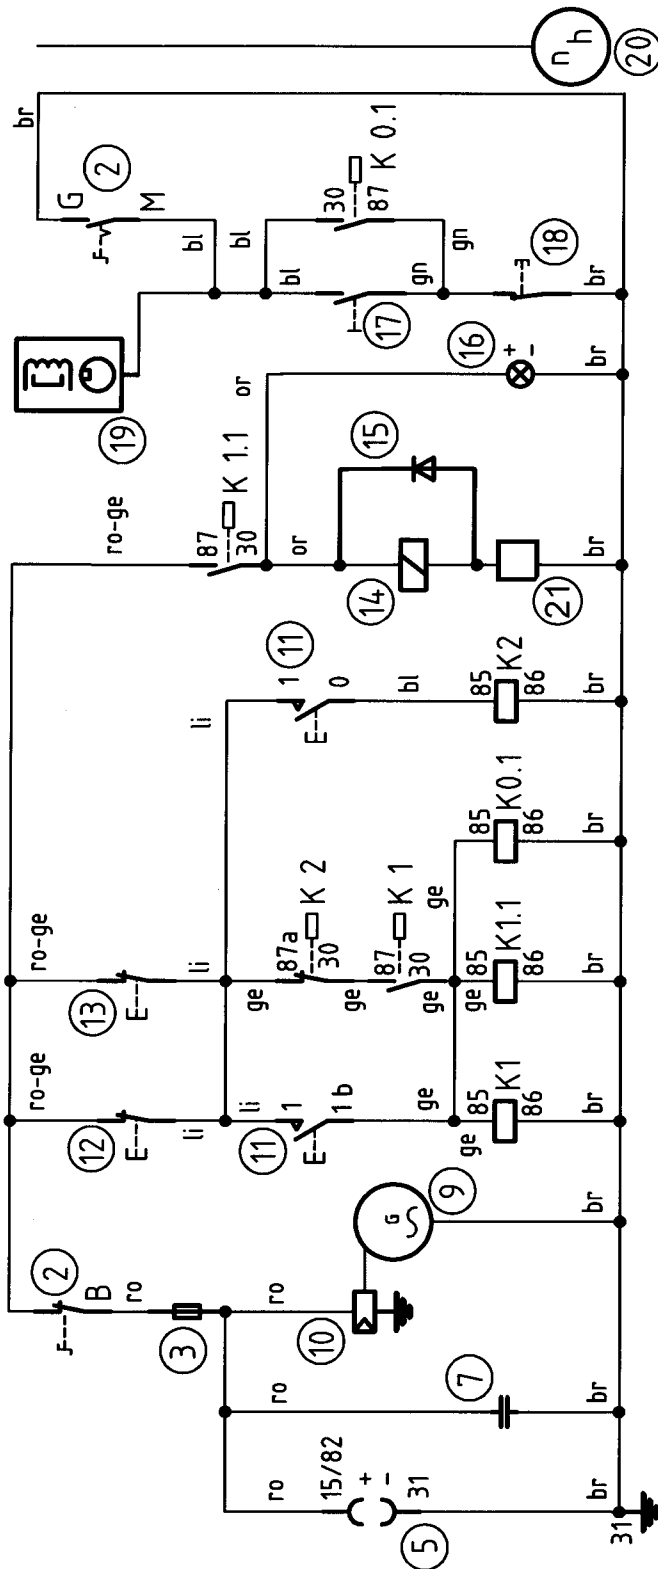 br
G
2
M
bl
bl
bl
30
87
K 0.1
gn
gn
17
18
br
n h
20
19
or
16
+
-
br
ro-ge
87
30
K 1.1
or
15
14
21
br
li
1
0
11
bl
85
86
K2
br
ro-ge
13
li
ge
87a
30
K 2
ge
87
30
K 1
ge
ge
85
86
K0.1
br
ge
85
86
K1.1
br
ro-ge
12
li
li
1
1 b
11
ge
ge
85
86
K1
br
2
B
ro
3
ro
10
G
9
br
ro
7
br
ro
15/82
+
-
31
5
br
31